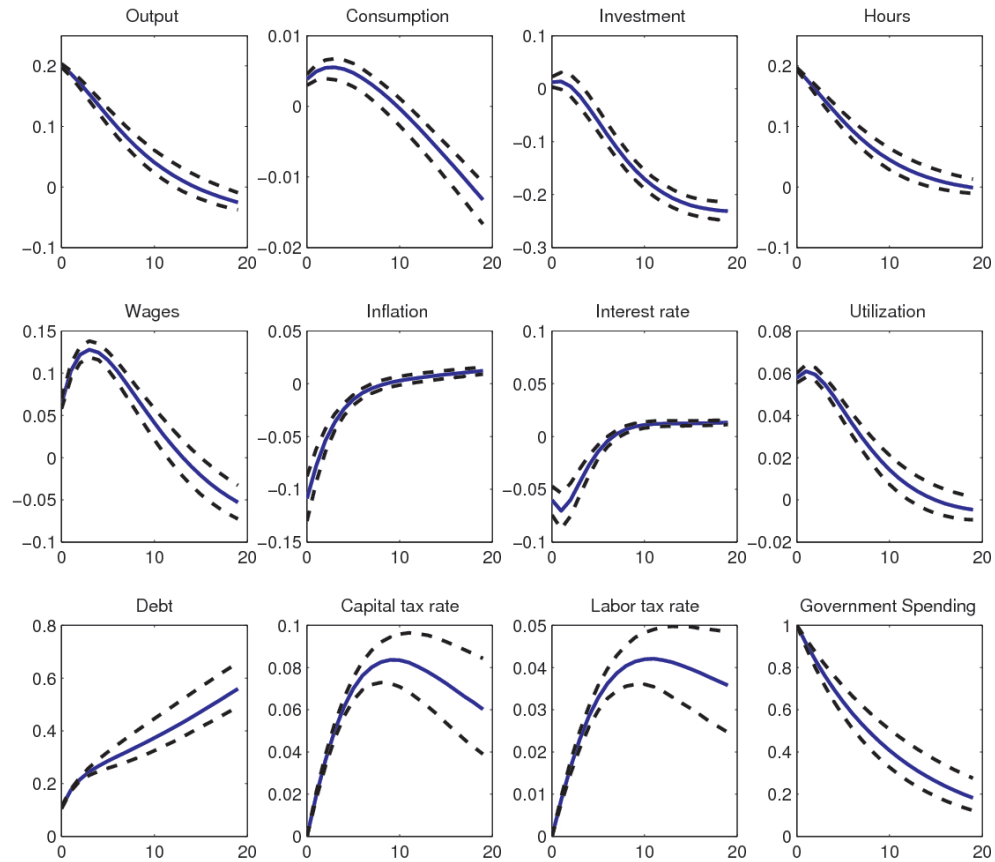 Output Consumption Investment Hours
0.2 0.01 0.1 0.2
0.1 0 0 0.1
0 −0.01 −0.1 0
−0.1 −0.02 −0.2 −0.1
−0.3
0 10 20 0 10 20 0 10 20 0 10 20
Wages Inflation Interest rate Utilization
0.15 0.05 0.1 0.08
0.1 0 0.05 0.06
0.05 −0.05 0 0.04
0 −0.1 −0.05 0.02
−0.05 −0.15 −0.1 0
−0.1 −0.02
0 10 20 0 10 20 0 10 20 0 10 20
Debt Capital tax rate Labor tax rate Government Spending
0.8 0.1 0.05 1
0.6 0.08 0.04 0.8
0.4 0.06 0.03 0.6
0.2 0.04 0.02 0.4
0 0.02 0.01 0.2
0 0 0
0 10 20 0 10 20 0 10 20 0 10 20